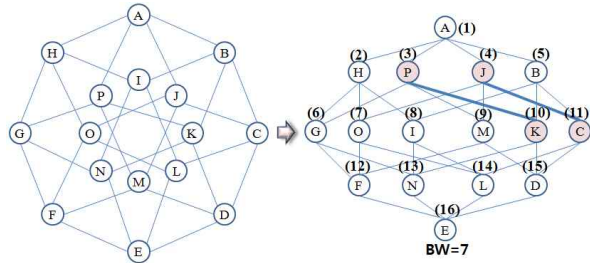 A
H
B
I
P
J
G
O
K
C
N
L
M
F
D
E
A (1)
(2) (3) (4) (5)
H P J B
(6) (7) (8) (9) (10) (11)
G O I M K C
(12) (13) (14) (15)
F N L D
(16)
E
BW=7